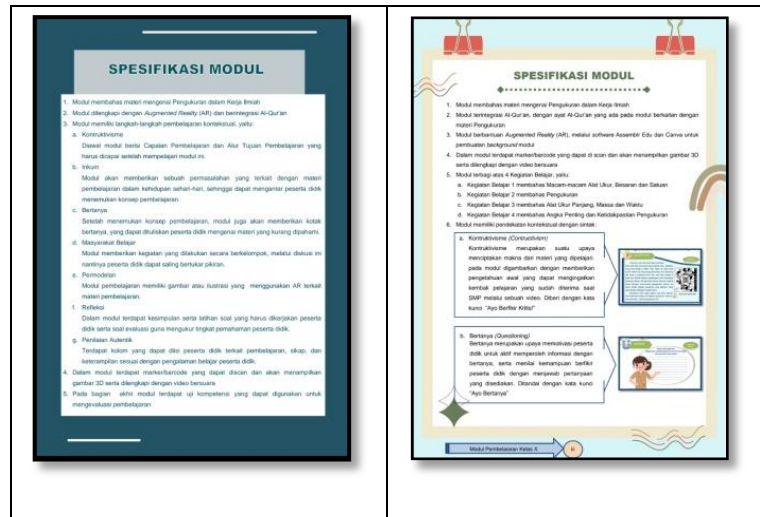 SPESIFIKASI MODUL
1. Modul membahas materi mengenai Pengukuran dalam Kerja Ilmiah
2. Modul dilengkapi dengan Augmented Reality (AR) dan berintegrasi Al-Qur'an
3. Modul memiliki langkah-langkah pembelajaran kontekstual, yaitu:
a. Kontruktivisme
Diawal modul berisi Capaian Pembelajaran dan Alur Tujuan Pembelajaran yang
harus dicapai setelah mempelajari modul ini.
b. Inkuiri
Modul akan memberikan sebuah permasalahan yang terkait dengan materi
pembelajaran dalam kehidupan sehari-hari, sehingga dapat mengantar peserta didik
menemukan konsep pembelajaran.
c. Bertanya
Setelah menemukan konsep pembelajaran, modul juga akan memberikan kotak
bertanya, yang dapat dituliskan peserta didik mengenai materi yang kurang dipahami.
d. Masyarakat Belajar
Modul memberikan kegiatan yang dilakukan secara berkelompok, melalui diskusi ini
nantinya peserta didik dapat saling bertukar pikiran.
e. Permodelan
Modul pembelajaran memiliki gambar atau ilustrasi yang menggunakan AR terkait
materi pembelajaran.
f. Refleksi
Dalam modul terdapat kesimpulan serta latihan soal yang harus dikerjakan peserta
didik serta soal evaluasi guna mengukur tingkat pemahaman peserta didik.
g. Penilaian Autentik
Terdapat kolom yang dapat diisi peserta didik terkait pembelajaran, sikap, dan
keterampilan sesuai dengan pengalaman belajar peserta didik.
4. Dalam modul terdapat marker/barcode yang dapat discan dan akan menampilkan
gambar 3D serta dilengkapi dengan video bersuara
5. Pada bagian akhir modul terdapat uji kompetensi yang dapat digunakan untuk
mengevaluasi pembelajaran
SPESIFIKASI MODUL
1. Modul membahas materi mengenai Pengukuran dalam Kerja Ilmiah
2. Modul terintegrasi Al-Qur'an, dengan ayat Al-Qur'an yang ada pada modul berkaitan dengan
materi Pengukuran
3. Modul berbantuan Augmented Reality (AR), melalui software Assemblr Edu dan Canva untuk
pembuatan background modul
4. Dalam modul terdapat marker/barcode yang dapat di scan dan akan menampilkan gambar 3D
serta dilengkapi dengan video bersuara
5. Modul terbagi atas 4 Kegiatan Belajar, yaitu:
a. Kegiatan Belajar 1 membahas Macam-macam Alat Ukur, Besaran dan Satuan
b. Kegiatan Belajar 2 membahas Pengukuran
c. Kegiatan Belajar 3 membahas Alat Ukur Panjang, Massa dan Waktu
d. Kegiatan Belajar 4 membahas Angka Penting dan Ketidakpastian Pengukuran
6. Modul memiliki pendekatan kontekstual dengan sintak:
a. Kontruktivisme (Contructivism)
Kontruktivisme merupakan suatu upaya
menciptakan makna dari materi yang dipelajari
pada modul digambarkan dengan memberikan
pengetahuan awal yang dapat mengingatkan
kembali pelajaran yang sudah diterima saat
SMP melalui sebuah video. Diberi dengan kata
kunci "Ayo Berfikir Kritis!"
b. Bertanya (Questioning)
Bertanya merupakan upaya memotivasi peserta
didik untuk aktif memperoleh informasi dengan
bertanya, serta menilai kemampuan berfikir
peserta didik dengan menjawab pertanyaan
yang disediakan. Ditandai dengan kata kunci
"Ayo Bertanya"
Modul Pembelajaran Kelas X